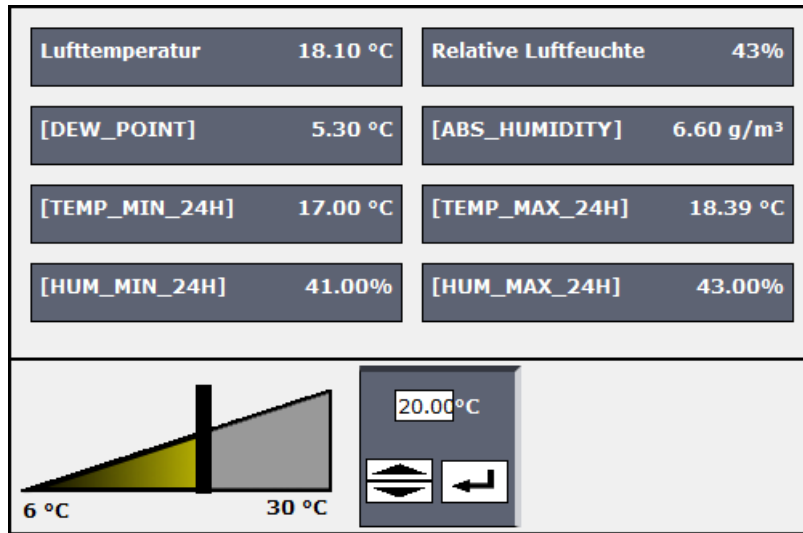 Lufttemperatur 18.10 °C
Relative Luftfeuchte 43%
[DEW_POINT] 5.30 °C
[ABS_HUMIDITY] 6.60 g/m³
[TEMP_MIN_24H] 17.00 °C
[TEMP_MAX_24H] 18.39 °C
[HUM_MIN_24H] 41.00%
[HUM_MAX_24H] 43.00%
20.00 °C
6 °C
30 °C